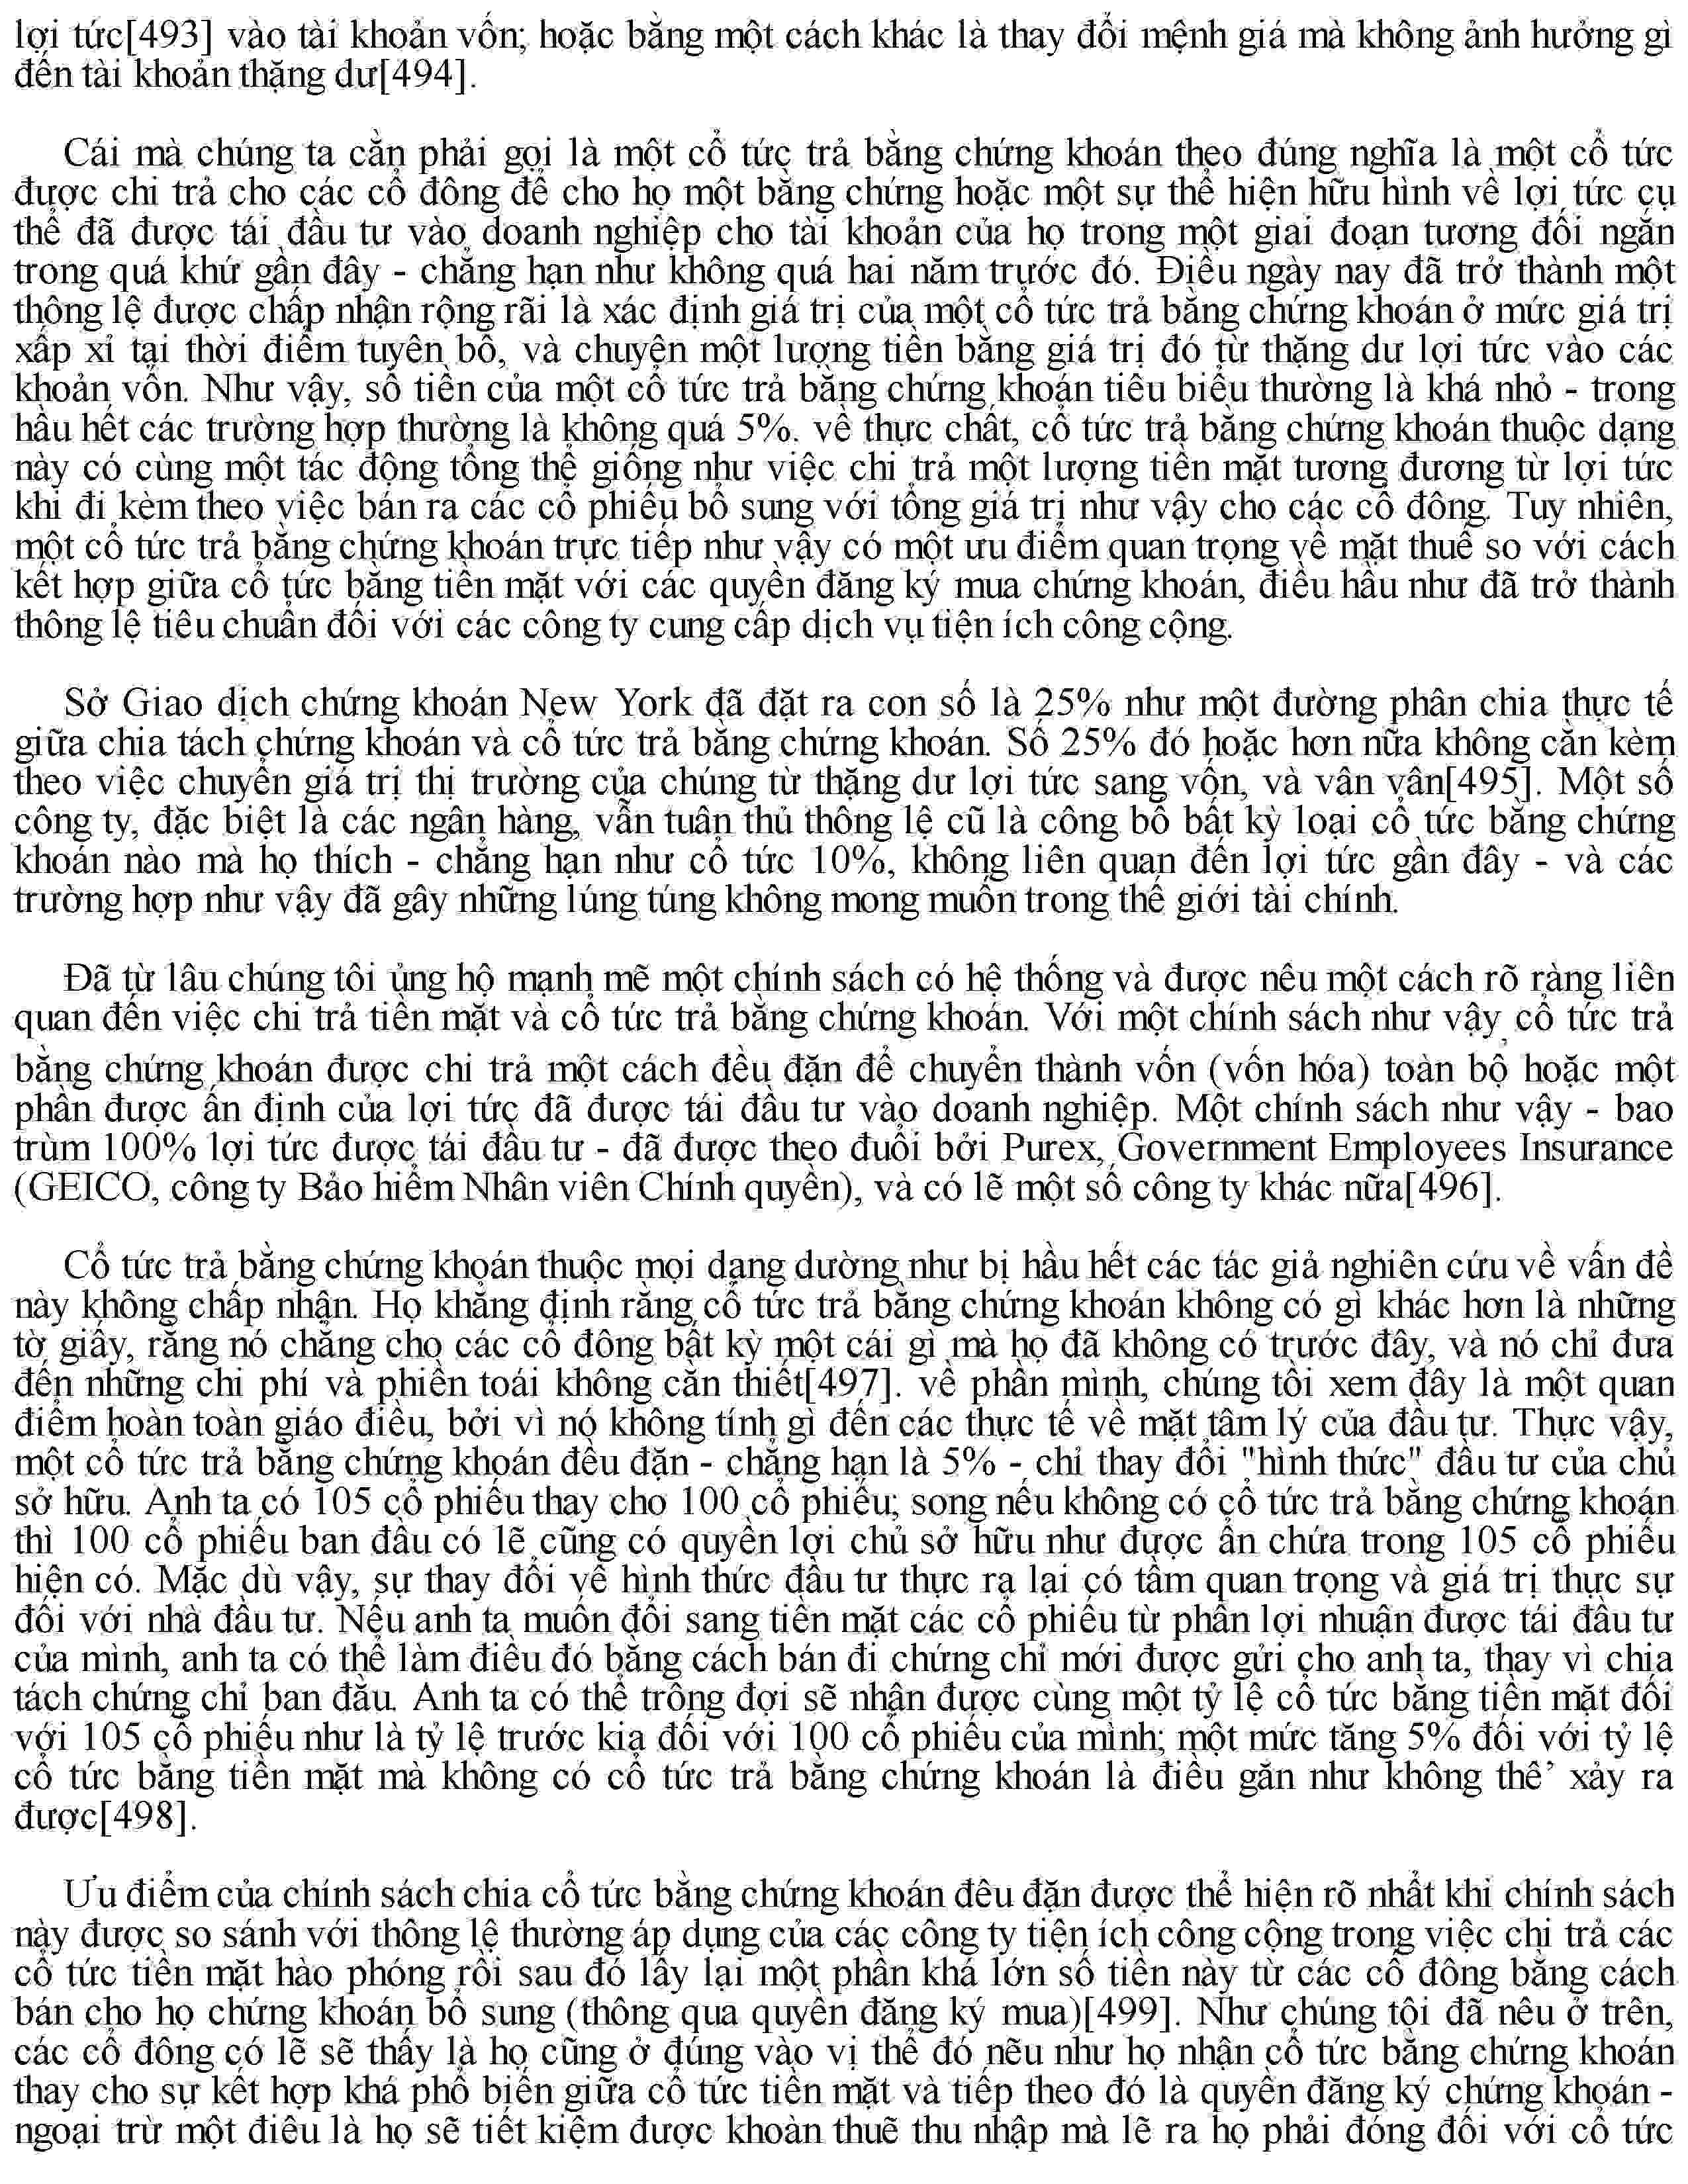 lợi tức[493] vào tài khoản vốn; hoặc bằng một cách khác là thay đổi mệnh giá mà không ảnh hưởng gì
đến tài khoản thặng dư[494].
Cái mà chúng ta cần phải gọi là một cổ tức trả bằng chứng khoán theo đúng nghĩa là một cổ tức
được chi trả cho các cổ đông để cho họ một bằng chứng hoặc một sự thể hiện hữu hình về lợi tức cụ
thể đã được tái đầu tư vào doanh nghiệp cho tài khoản của họ trong một giai đoạn tương đối ngắn
trong quá khứ gần đây - chẳng hạn như không quá hai năm trước đó. Điều ngày nay đã trở thành một
thông lệ được chấp nhận rộng rãi là xác định giá trị của một cổ tức trả bằng chứng khoán ở mức giá trị
xấp xỉ tại thời điểm tuyên bố, và chuyện một lượng tiền bằng giá trị đó từ thặng dư lợi tức vào các
khoản vốn. Như vậy, số tiền của một cổ tức trả bằng chứng khoán tiêu biểu thường là khá nhỏ - trong
hầu hết các trường hợp thường là không quá 5%. về thực chất, cổ tức trả bằng chứng khoán thuộc dạng
này có cùng một tác động tổng thể giống như việc chi trả một lượng tiền mặt tương đương từ lợi tức
khi đi kèm theo việc bán ra các cổ phiếu bổ sung với tổng giá trị như vậy cho các cổ đông. Tuy nhiên,
một cổ tức trả bằng chứng khoán trực tiếp như vậy có một ưu điểm quan trọng về mặt thuế so với cách
kết hợp giữa cổ tức bằng tiền mặt với các quyền đăng ký mua chứng khoán, điều hầu như đã trở thành
thông lệ tiêu chuẩn đối với các công ty cung cấp dịch vụ tiện ích công cộng.
Sở Giao dịch chứng khoán New York đã đặt ra con số là 25% như một đường phân chia thực tế
giữa chia tách chứng khoán và cổ tức trả bằng chứng khoán. Số 25% đó hoặc hơn nữa không cần kèm
theo việc chuyển giá trị thị trường của chúng từ thặng dư lợi tức sang vốn, và vân vân[495]. Một số
công ty, đặc biệt là các ngân hàng, vẫn tuân thủ thông lệ cũ là công bố bất kỳ loại cổ tức bằng chứng
khoán nào mà họ thích - chẳng hạn như cổ tức 10%, không liên quan đến lợi tức gần đây - và các
trường hợp như vậy đã gây những lúng túng không mong muốn trong thế giới tài chính.
Đã từ lâu chúng tôi ủng hộ mạnh mẽ một chính sách có hệ thống và được nêu một cách rõ ràng liên
quan đến việc chi trả tiền mặt và cổ tức trả bằng chứng khoán. Với một chính sách như vậy cổ tức trả
bằng chứng khoán được chi trả một cách đều đặn để chuyển thành vốn (vốn hóa) toàn bộ hoặc một
phần được ấn định của lợi tức đã được tái đầu tư vào doanh nghiệp. Một chính sách như vậy - bao
trùm 100% lợi tức được tái đầu tư - đã được theo đuổi bởi Purex, Government Employees Insurance
(GEICO, công ty Bảo hiểm Nhân viên Chính quyền), và có lẽ một số công ty khác nữa[496].
Cổ tức trả bằng chứng khoán thuộc mọi dạng dường như bị hầu hết các tác giả nghiên cứu về vấn đề
này không chấp nhận. Họ khẳng định rằng cổ tức trả bằng chứng khoán không có gì khác hơn là những
tờ giấy, rằng nó chẳng cho các cổ đông bất kỳ một cái gì mà họ đã không có trước đây, và nó chỉ đưa
đến những chi phí và phiền toái không cần thiết[497]. về phần mình, chúng tồi xem đây là một quan
điểm hoàn toàn giáo điều, bởi vì nó không tính gì đến các thực tế về mặt tâm lý của đầu tư. Thực vậy,
một cổ tức trả bằng chứng khoán đều đặn - chẳng hạn là 5% - chỉ thay đổi "hình thức" đầu tư của chủ
sở hữu. Anh ta có 105 cổ phiếu thay cho 100 cổ phiếu; song nếu không có cổ tức trả bằng chứng khoán
thì 100 cổ phiếu ban đầu có lẽ cũng có quyền lợi chủ sở hữu như được ẩn chứa trong 105 cổ phiếu
hiện có. Mặc dù vậy, sự thay đổi về hình thức đầu tư thực ra lại có tầm quan trọng và giá trị thực sự
đối với nhà đầu tư. Nếu anh ta muốn đổi sang tiền mặt các cổ phiếu từ phần lợi nhuận được tái đầu tư
của mình, anh ta có thể làm điều đó bằng cách bán đi chứng chỉ mới được gửi cho anh ta, thay vì chia
tách chứng chỉ ban đầu. Anh ta có thể trông đợi sẽ nhận được cùng một tỷ lệ cổ tức bằng tiền mặt đối
với 105 cổ phiếu như là tỷ lệ trước kia đối với 100 cổ phiếu của mình; một mức tăng 5% đối với tỷ lệ
cổ tức bằng tiền mặt mà không có cổ tức trả bằng chứng khoán là điều gần như không thê’ xảy ra
được[498].
Ưu điểm của chính sách chia cổ tức bằng chứng khoán đêu đặn được thể hiện rõ nhất khi chính sách
này được so sánh với thông lệ thường áp dụng của các công ty tiện ích công cộng trong việc chi trả các
cổ tức tiền mặt hào phóng rồi sau đó lấy lại một phần khá lớn số tiền này từ các cổ đông bằng cách
bán cho họ chứng khoán bổ sung (thông qua quyền đăng ký mua)[499]. Như chúng tôi đã nêu ở trên,
các cổ đông có lẽ sẽ thấy là họ cũng ở đúng vào vị thế đó nẽu như họ nhận cổ tức bằng chứng khoán
thay cho sự kết hợp khá phổ biến giữa cổ tức tiền mặt và tiếp theo đó là quyền đăng ký chứng khoán -
ngoại trừ một điêu là họ sẽ tiết kiệm được khoàn thuẽ thu nhập mà lẽ ra họ phải đóng đối với cổ tức